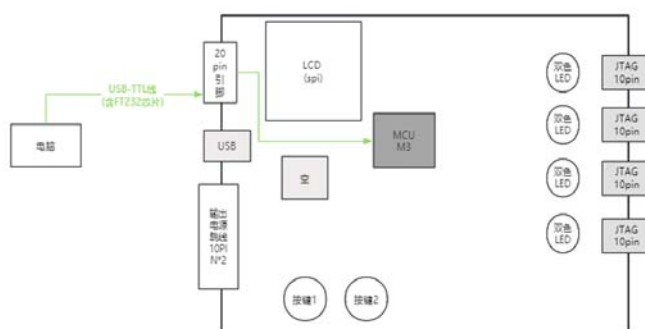 20
pin
引
脚
LCD
(spi)
双色
LED
JTAG
10pin
USB-TTL线
(含FT232芯片)
双色
LED
JTAG
10pin
电脑
USB
MCU
M3
空
双色
LED
JTAG
10pin
输出
电源
跳线
10PI
N*2
双色
LED
JTAG
10pin
按键1
按键2